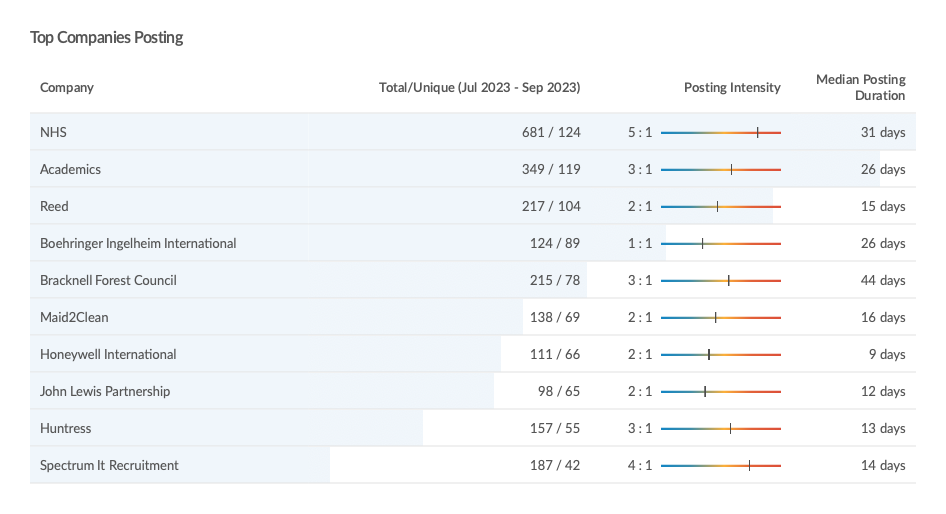 Top Companies Posting
Company Total/Unique (Jul 2023 - Sep 2023) Posting Intensity Median Posting Duration
NHS 681 / 124 5 : 1 31 days
Academics 349 / 119 3 : 1 26 days
Reed 217 / 104 2 : 1 15 days
Boehringer Ingelheim International 124 / 89 1 : 1 26 days
Bracknell Forest Council 215 / 78 3 : 1 44 days
Maid2Clean 138 / 69 2 : 1 16 days
Honeywell International 111 / 66 2 : 1 9 days
John Lewis Partnership 98 / 65 2 : 1 12 days
Huntress 157 / 55 3 : 1 13 days
Spectrum It Recruitment 187 / 42 4 : 1 14 days